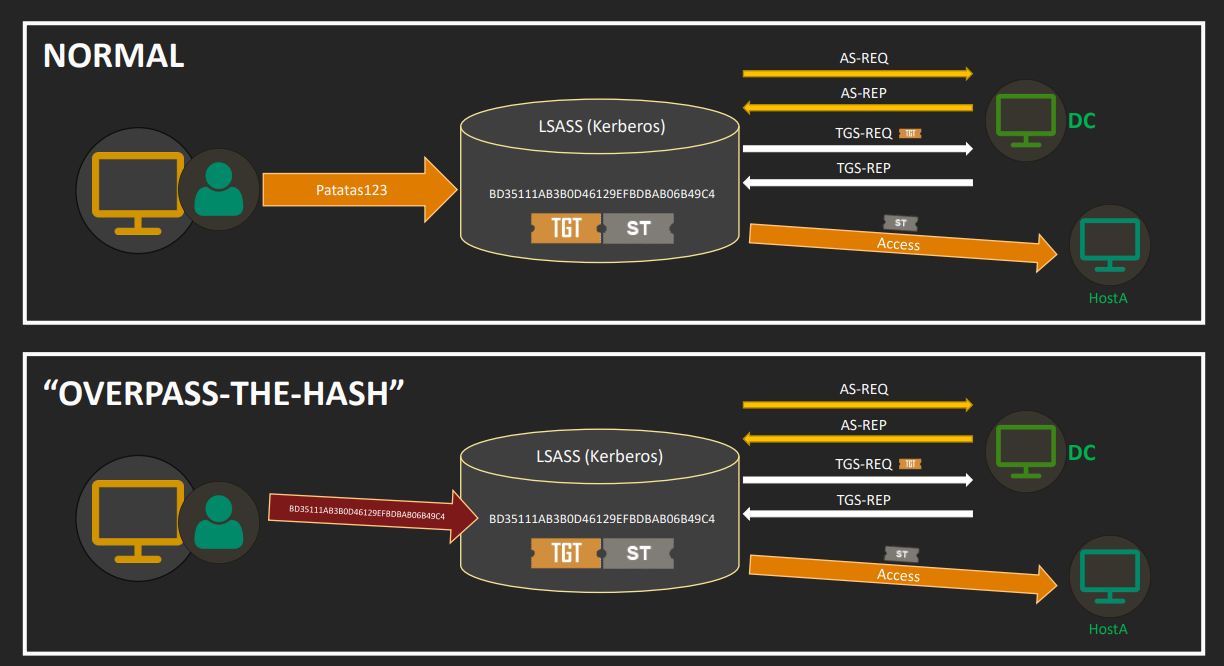 NORMAL
AS-REQ
AS-REP
DC
LSASS (Kerberos)
TGS-REQ TGT
TGS-REP
Patatas123
BD35111AB3B0D46129EFBDBAB06B49C4
TGT ST
ST
Access
HostA
“OVERPASS-THE-HASH”
AS-REQ
AS-REP
DC
LSASS (Kerberos)
TGS-REQ TGT
TGS-REP
BD35111AB3B0D46129EFBDBAB06B49C4
BD35111AB3B0D46129EFBDBAB06B49C4
TGT ST
ST
Access
HostA